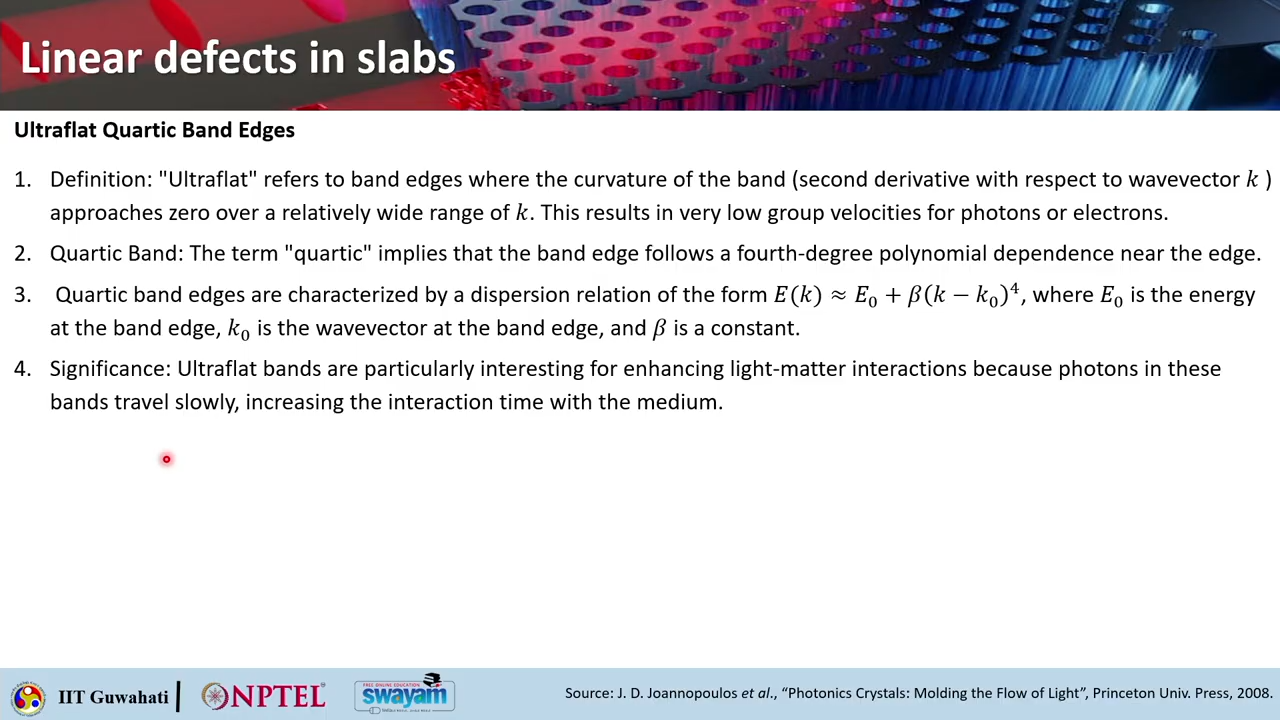 Linear defects in slabs
Ultraflat Quartic Band Edges
1. Definition: "Ultraflat" refers to band edges where the curvature of the band (second derivative with respect to wavevector k )
approaches zero over a relatively wide range of k. This results in very low group velocities for photons or electrons.
2. Quartic Band: The term "quartic" implies that the band edge follows a fourth-degree polynomial dependence near the edge.
3. Quartic band edges are characterized by a dispersion relation of the form E(k) ≈ E₀ + β(k − k₀)⁴, where E₀ is the energy
at the band edge, k₀ is the wavevector at the band edge, and β is a constant.
4. Significance: Ultraflat bands are particularly interesting for enhancing light-matter interactions because photons in these
bands travel slowly, increasing the interaction time with the medium.
IIT Guwahati
NPTEL
FREE ONLINE EDUCATION
swayam
Source: J. D. Joannopoulos et al., “Photonics Crystals: Molding the Flow of Light”, Princeton Univ. Press, 2008.